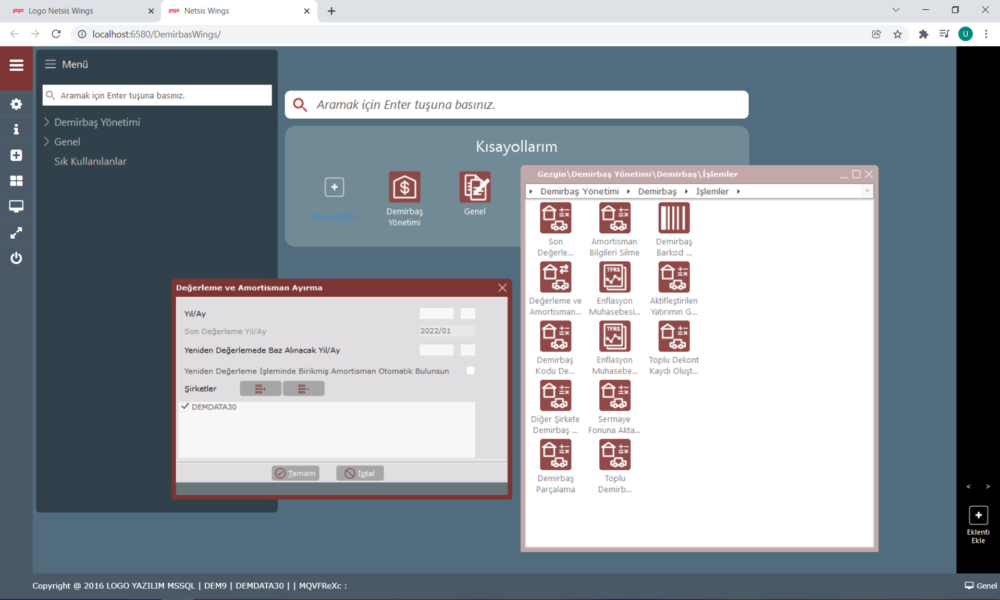 logo Logo Netsis Wings
logo Netsis Wings
localhost:6580/DemirbasWings/
U
Menü
Aramak için Enter tuşuna basınız.
Demirbaş Yönetimi
Genel
Sık Kullanılanlar
Aramak için Enter tuşuna basınız.
Kısayollarım
Kısayol Ekle
Demirbaş
Yönetimi
Genel
Gezgin\Demirbaş Yönetimi\Demirbaş\İşlemler
Demirbaş Yönetimi Demirbaş İşlemler
Son
Değerle...
Amortisman
Bilgileri Silme
Demirbaş
Barkod ...
Değerleme ve
Amortisman...
TFRS
Enflasyon
Muhasebesi...
Aktifleştirilen
Yatırımın G...
Demirbaş
Kodu De...
TFRS
Enflasyon
Muhasebe...
Toplu Dekont
Kaydı Oluşt...
Diğer Şirkete
Demirbaş ...
Sermaye
Fonuna Akta...
Demirbaş
Parçalama
Toplu
Demirb...
Değerleme ve Amortisman Ayırma
Yıl/Ay
Son Değerleme Yıl/Ay 2022/01
Yeniden Değerlemede Baz Alınacak Yil/Ay
Yeniden Değerleme İşleminde Birikmiş Amortisman Otomatik Bulunsun
Şirketler
DEMDATA30
Tamam İptal
< >
Eklenti
Ekle
Copyright @ 2016 LOGO YAZILIM MSSQL | DEM9 | DEMDATA30 | | MQVFReXc :
Genel